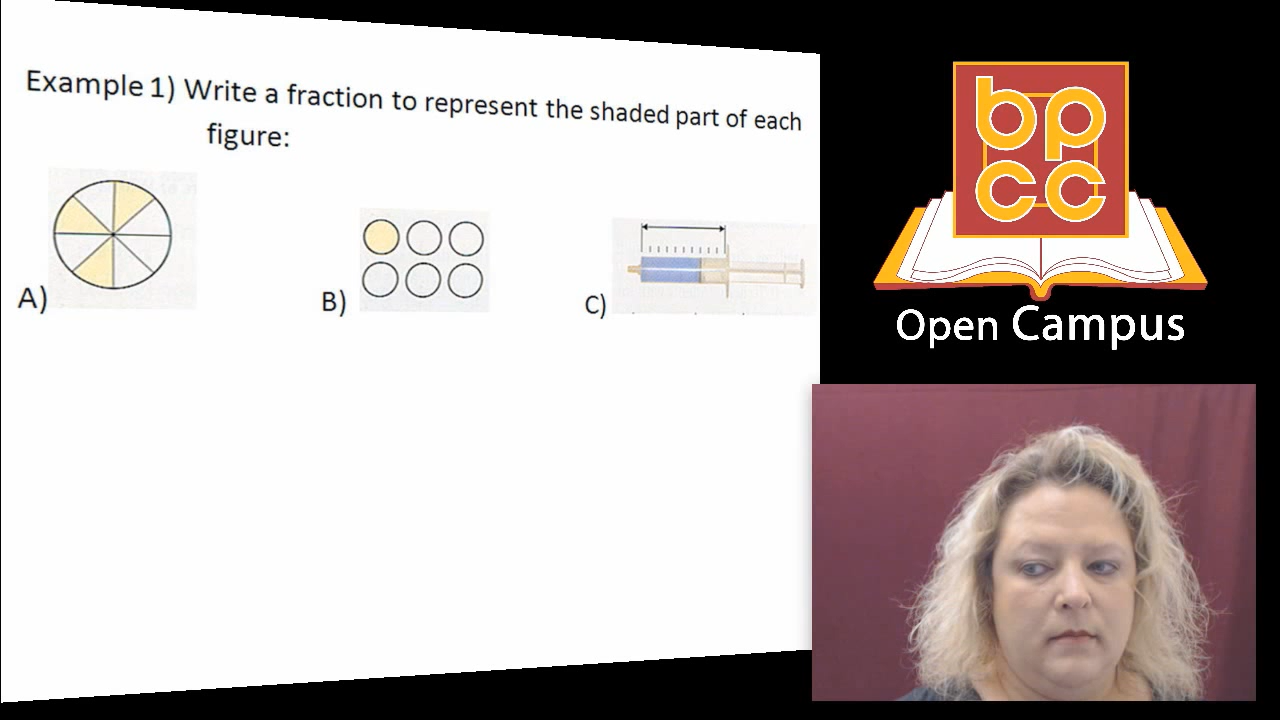 Example 1) Write a fraction to represent the shaded part of each
figure:
A)
B)
C)
bp
cc
Open Campus